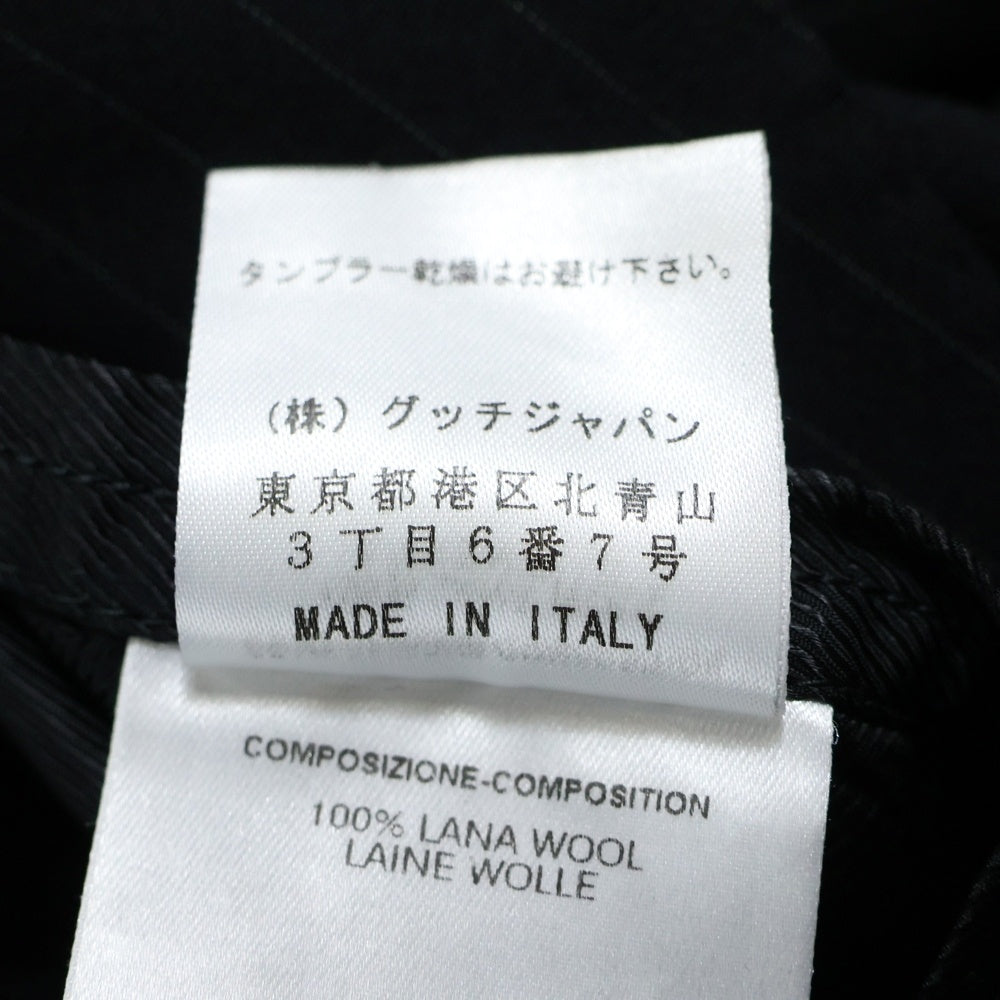 タンブラー乾燥はお避け下さい。
(株) グッチジャパン
東京都港区北青山
3丁目6番7号
MADE IN ITALY
COMPOSIZIONE-COMPOSITION
100% LANA WOOL
LAINE WOLLE